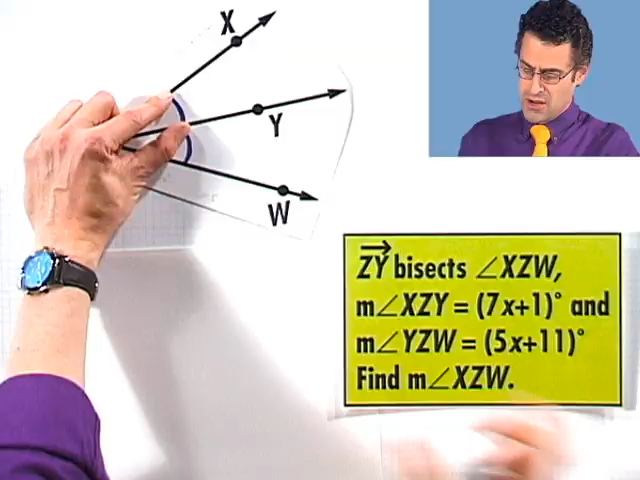 X
Y
W
ZY bisects ∠XZW,
m∠XZY = (7x+1)° and
m∠YZW = (5x+11)°
Find m∠XZW.